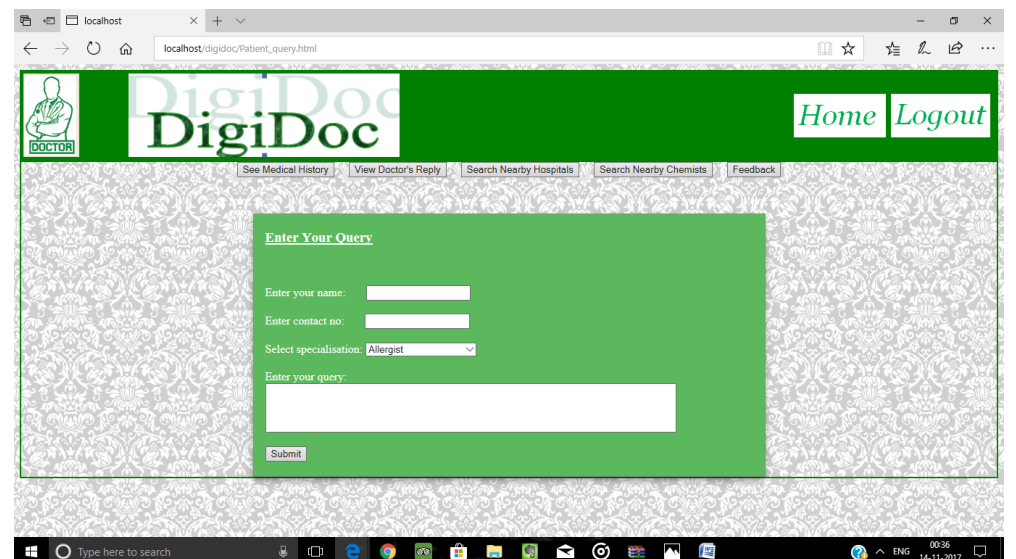 localhost
localhost/digidoc/Patient_query.html
DOCTOR
DigiDoc
DigiDoc
Home Logout
See Medical History View Doctor's Reply Search Nearby Hospitals Search Nearby Chemists Feedback
Enter Your Query
Enter your name:
Enter contact no:
Select specialisation: Allergist
Enter your query:
Submit
Type here to search
ENG
00:36
14-11-2017